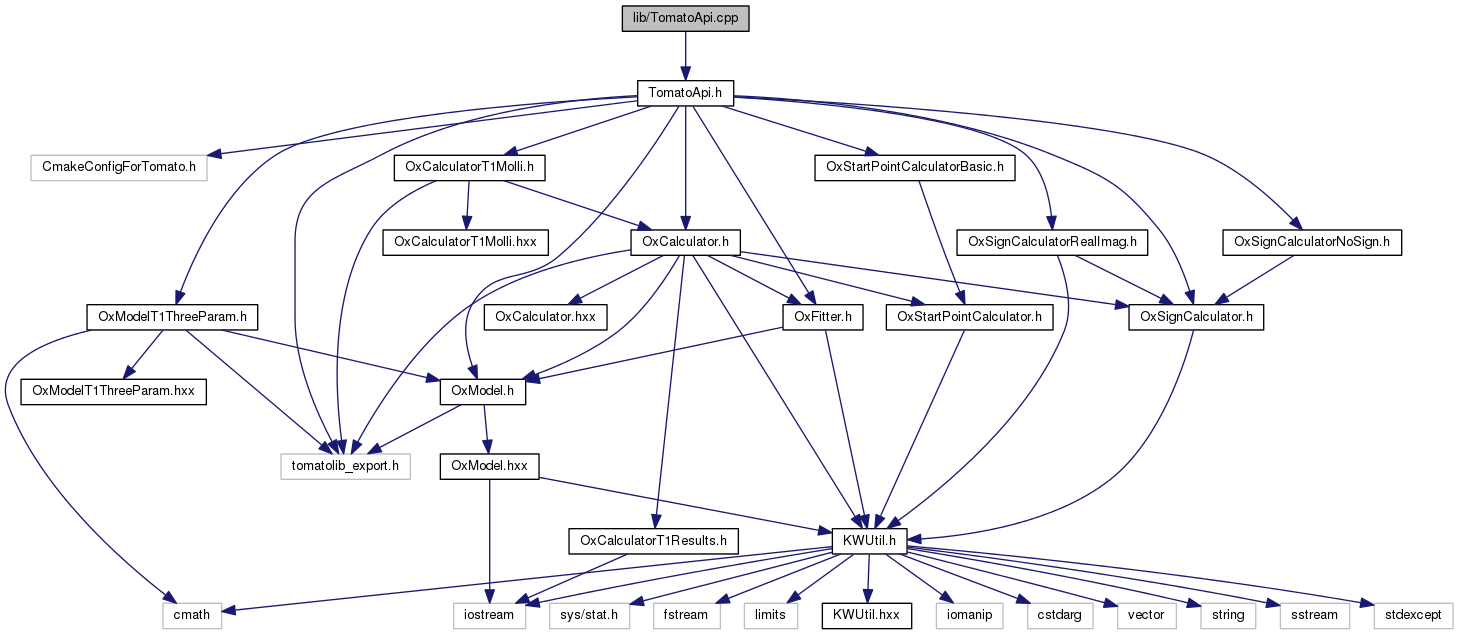 lib/TomatoApi.cpp
TomatoApi.h
CmakeConfigForTomato.h
OxCalculatorT1Molli.h
OxStartPointCalculatorBasic.h
OxCalculatorT1Molli.hxx
OxCalculator.h
OxSignCalculatorRealImag.h
OxSignCalculatorNoSign.h
OxModelT1ThreeParam.h
OxCalculator.hxx
OxFitter.h
OxStartPointCalculator.h
OxSignCalculator.h
OxModelT1ThreeParam.hxx
OxModel.h
tomatolib_export.h
OxModel.hxx
OxCalculatorT1Results.h
KWUtil.h
cmath
iostream
sys/stat.h
fstream
limits
KWUtil.hxx
iomanip
cstdarg
vector
string
sstream
stdexcept